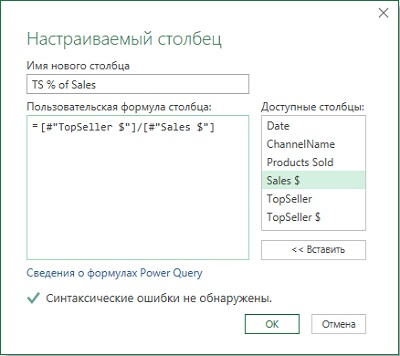 Настраиваемый столбец
Имя нового столбца
TS % of Sales
Пользовательская формула столбца:
= [#"TopSeller $"]/[#"Sales $"]
Доступные столбцы:
Date
ChannelName
Products Sold
Sales $
TopSeller
TopSeller $
<< Вставить
Сведения о формулах Power Query
Синтаксические ошибки не обнаружены.
ОК
Отмена